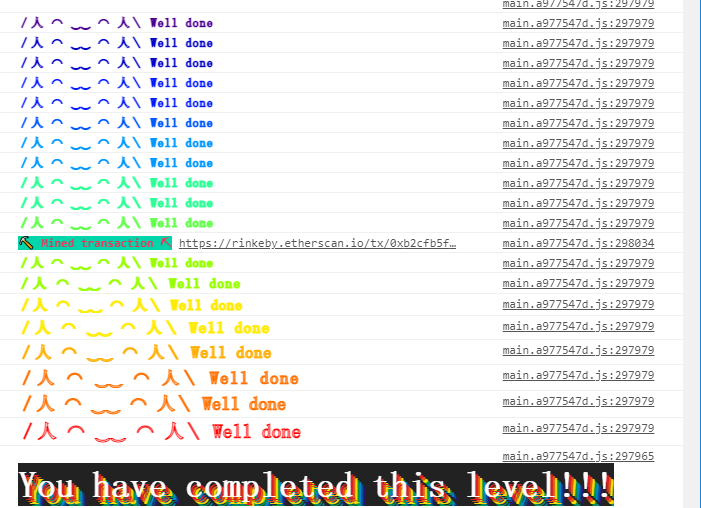 main.a977547d.js:297979
/人 ◠ ‿‿ ◠ 人\ Well done main.a977547d.js:297979
/人 ◠ ‿‿ ◠ 人\ Well done main.a977547d.js:297979
/人 ◠ ‿‿ ◠ 人\ Well done main.a977547d.js:297979
/人 ◠ ‿‿ ◠ 人\ Well done main.a977547d.js:297979
/人 ◠ ‿‿ ◠ 人\ Well done main.a977547d.js:297979
/人 ◠ ‿‿ ◠ 人\ Well done main.a977547d.js:297979
/人 ◠ ‿‿ ◠ 人\ Well done main.a977547d.js:297979
/人 ◠ ‿‿ ◠ 人\ Well done main.a977547d.js:297979
/人 ◠ ‿‿ ◠ 人\ Well done main.a977547d.js:297979
/人 ◠ ‿‿ ◠ 人\ Well done main.a977547d.js:297979
/人 ◠ ‿‿ ◠ 人\ Well done main.a977547d.js:297979
🔨 Mined transaction ⛏ https://rinkeby.etherscan.io/tx/0xb2cfb5f… main.a977547d.js:298034
/人 ◠ ‿‿ ◠ 人\ Well done main.a977547d.js:297979
/人 ◠ ‿‿ ◠ 人\ Well done main.a977547d.js:297979
/人 ◠ ‿‿ ◠ 人\ Well done main.a977547d.js:297979
/人 ◠ ‿‿ ◠ 人\ Well done main.a977547d.js:297979
/人 ◠ ‿‿ ◠ 人\ Well done main.a977547d.js:297979
/人 ◠ ‿‿ ◠ 人\ Well done main.a977547d.js:297979
/人 ◠ ‿‿ ◠ 人\ Well done main.a977547d.js:297979
/人 ◠ ‿‿ ◠ 人\ Well done main.a977547d.js:297979
main.a977547d.js:297965
You have completed this level!!!